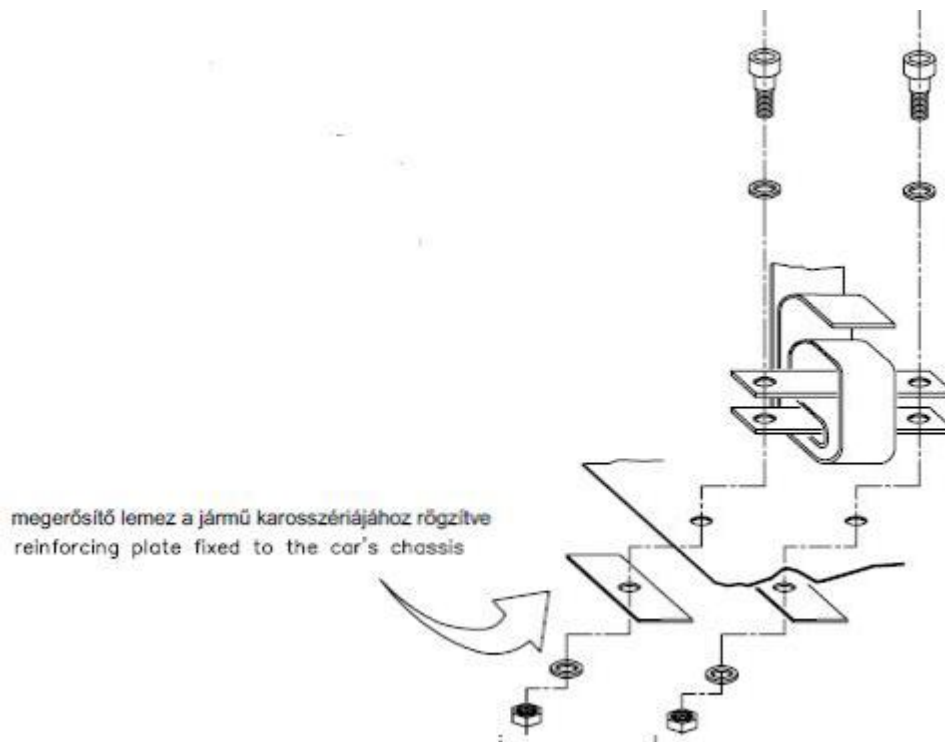 megerősítő lemez a jármű karosszériájához rögzítve
reinforcing plate fixed to the car's chassis